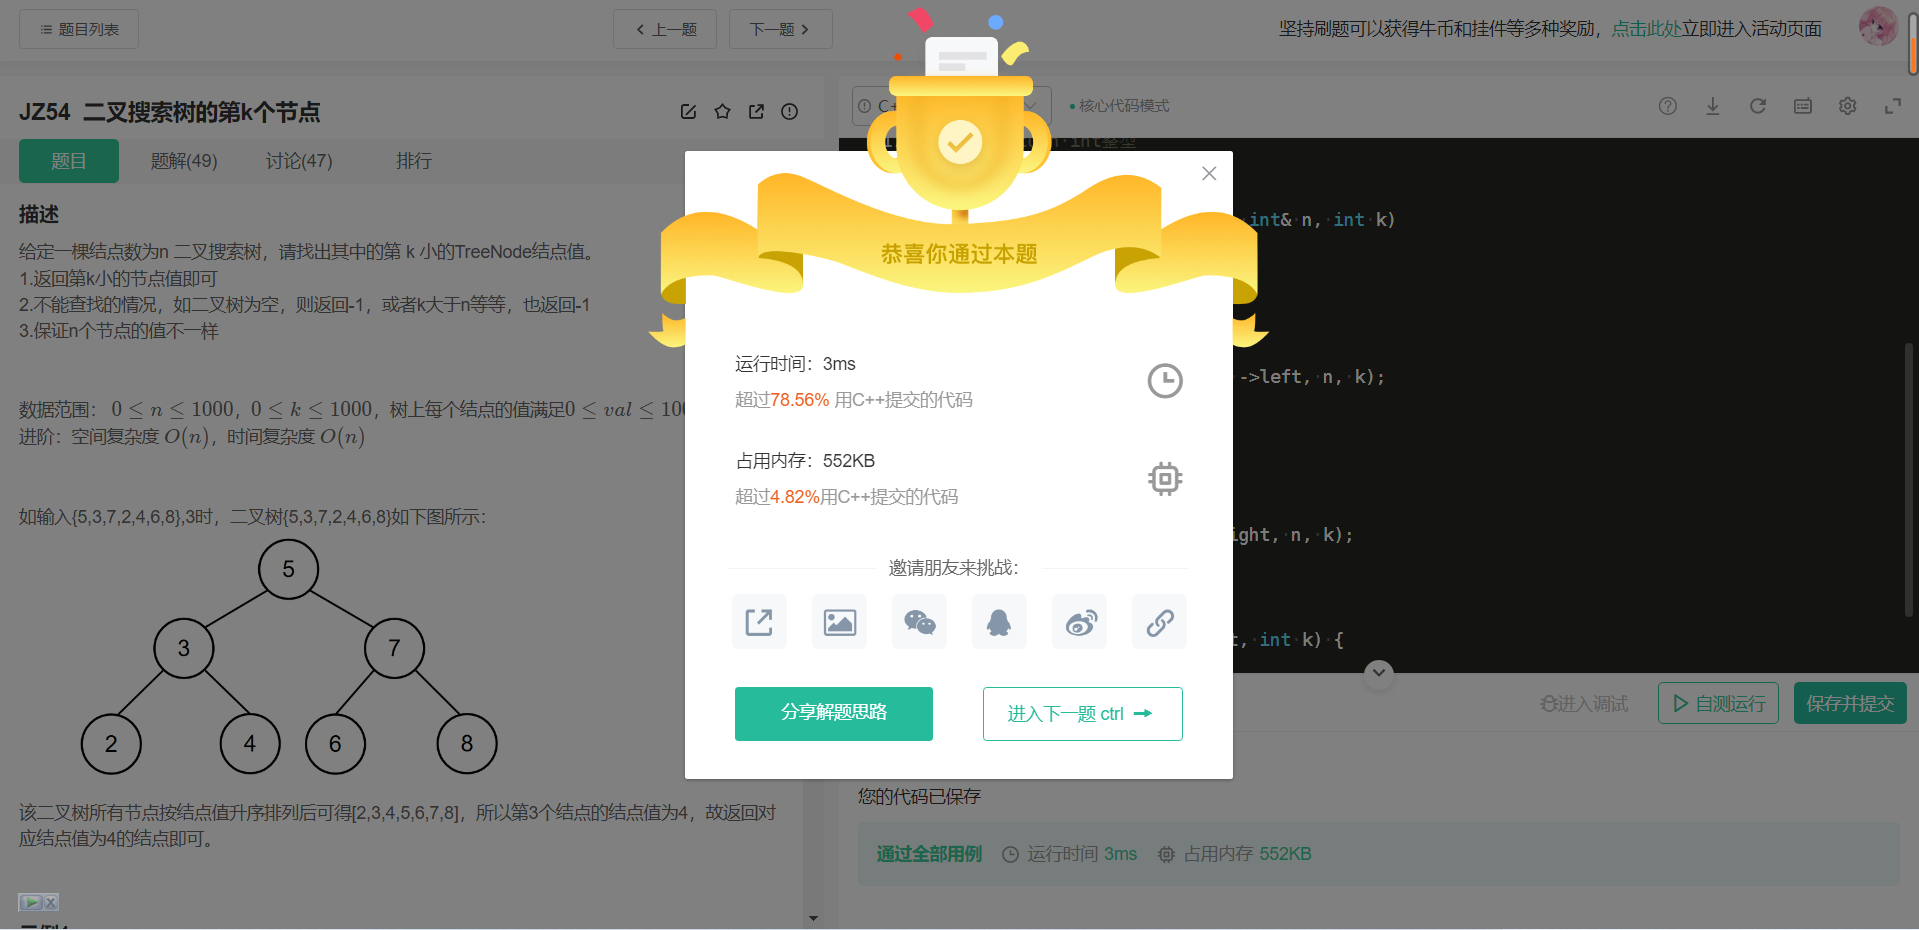 题目列表
上一题
下一题
坚持刷题可以获得牛币和挂件等多种奖励，点击此处立即进入活动页面
JZ54 二叉搜索树的第k个节点
C+
核心代码模式
题目
题解(49)
讨论(47)
排行
n int整型
描述
int& n, int k)
给定一棵结点数为n 二叉搜索树，请找出其中的第 k 小的TreeNode结点值。
1.返回第k小的节点值即可
2.不能查找的情况，如二叉树为空，则返回-1，或者k大于n等等，也返回-1
3.保证n个节点的值不一样
恭喜你通过本题
运行时间：3ms
超过78.56% 用C++提交的代码
->left, n, k);
数据范围： 0 ≤ n ≤ 1000，0 ≤ k ≤ 1000，树上每个结点的值满足0 ≤ val ≤ 100
进阶：空间复杂度 O(n)，时间复杂度 O(n)
占用内存：552KB
超过4.82%用C++提交的代码
如输入{5,3,7,2,4,6,8},3时，二叉树{5,3,7,2,4,6,8}如下图所示：
ight, n, k);
邀请朋友来挑战：
5
3
7
2
4
6
8
t, int k) {
分享解题思路
进入下一题 ctrl
进入调试
自测运行
保存并提交
您的代码已保存
该二叉树所有节点按结点值升序排列后可得[2,3,4,5,6,7,8]，所以第3个结点的结点值为4，故返回对
应结点值为4的结点即可。
通过全部用例
运行时间 3ms
占用内存 552KB